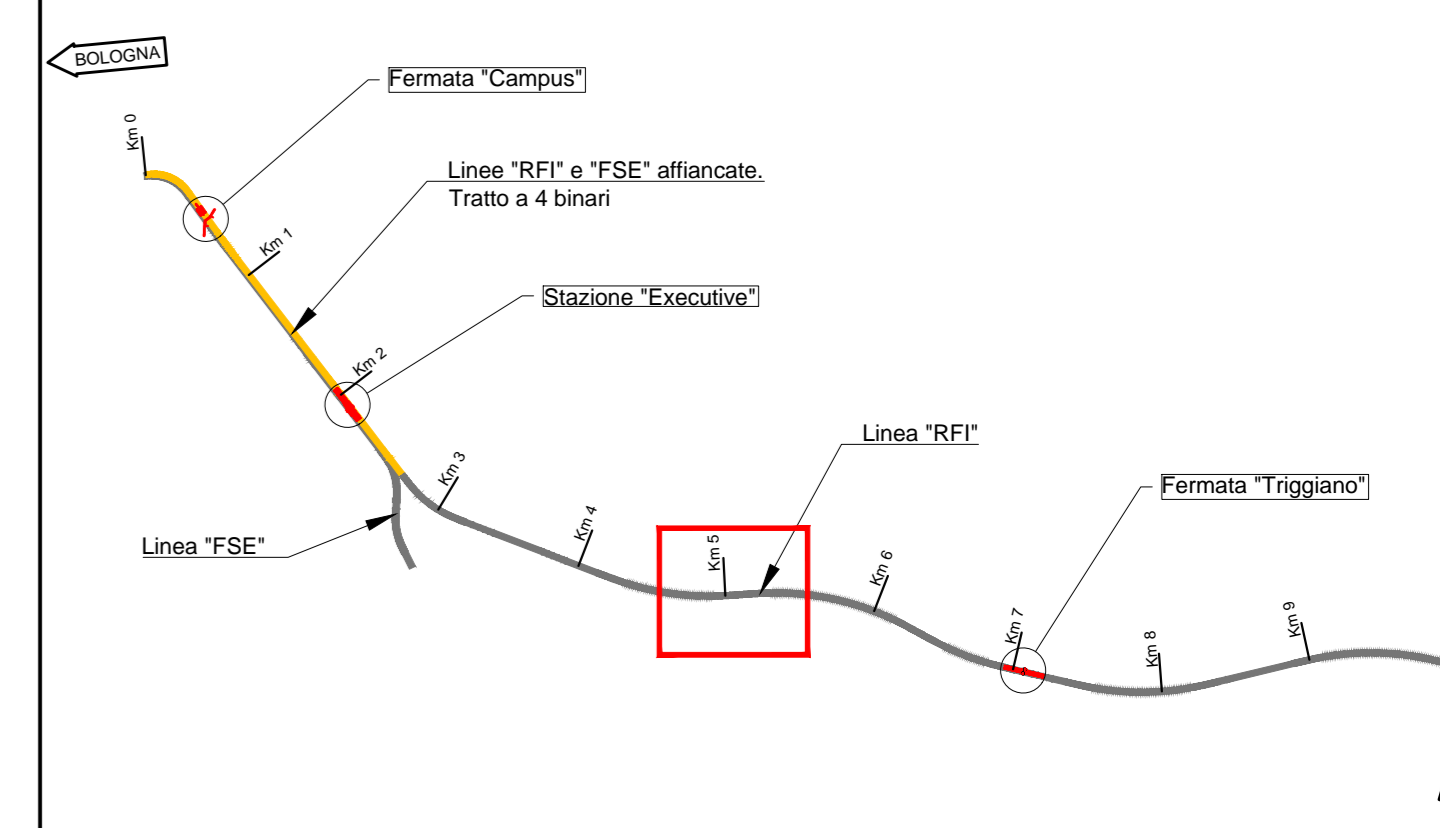 BOLOGNA
Fermata "Campus"
Km 0
Linee "RFI" e "FSE" affiancate.
Tratto a 4 binari
Km 1
Stazione "Executive"
Km 2
Linea "RFI"
Km 3
Fermata "Triggiano"
Km 4
Linea "FSE"
Km 5
Km 6
Km 7
Km 8
Km 9